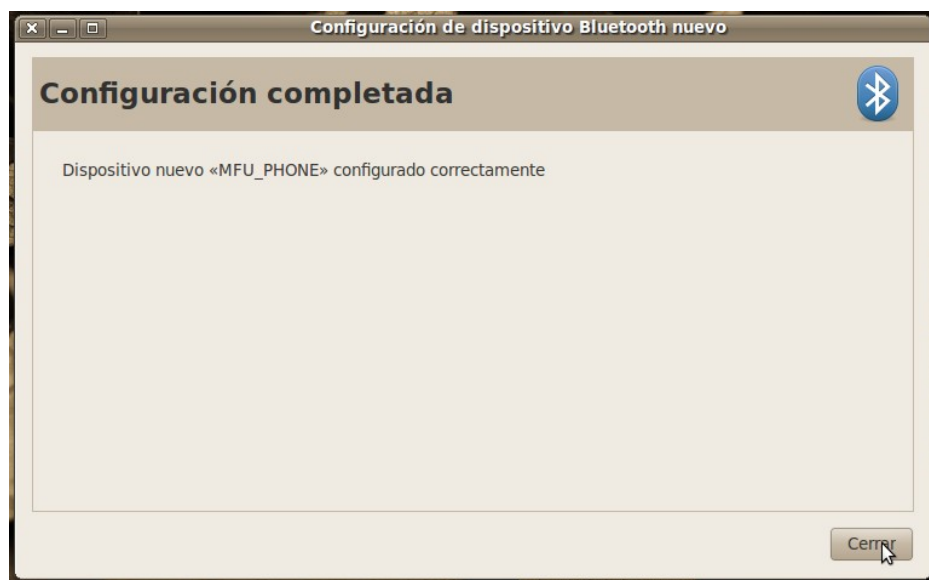 Configuración de dispositivo Bluetooth nuevo
Configuración completada
Dispositivo nuevo «MFU_PHONE» configurado correctamente
Cerrar